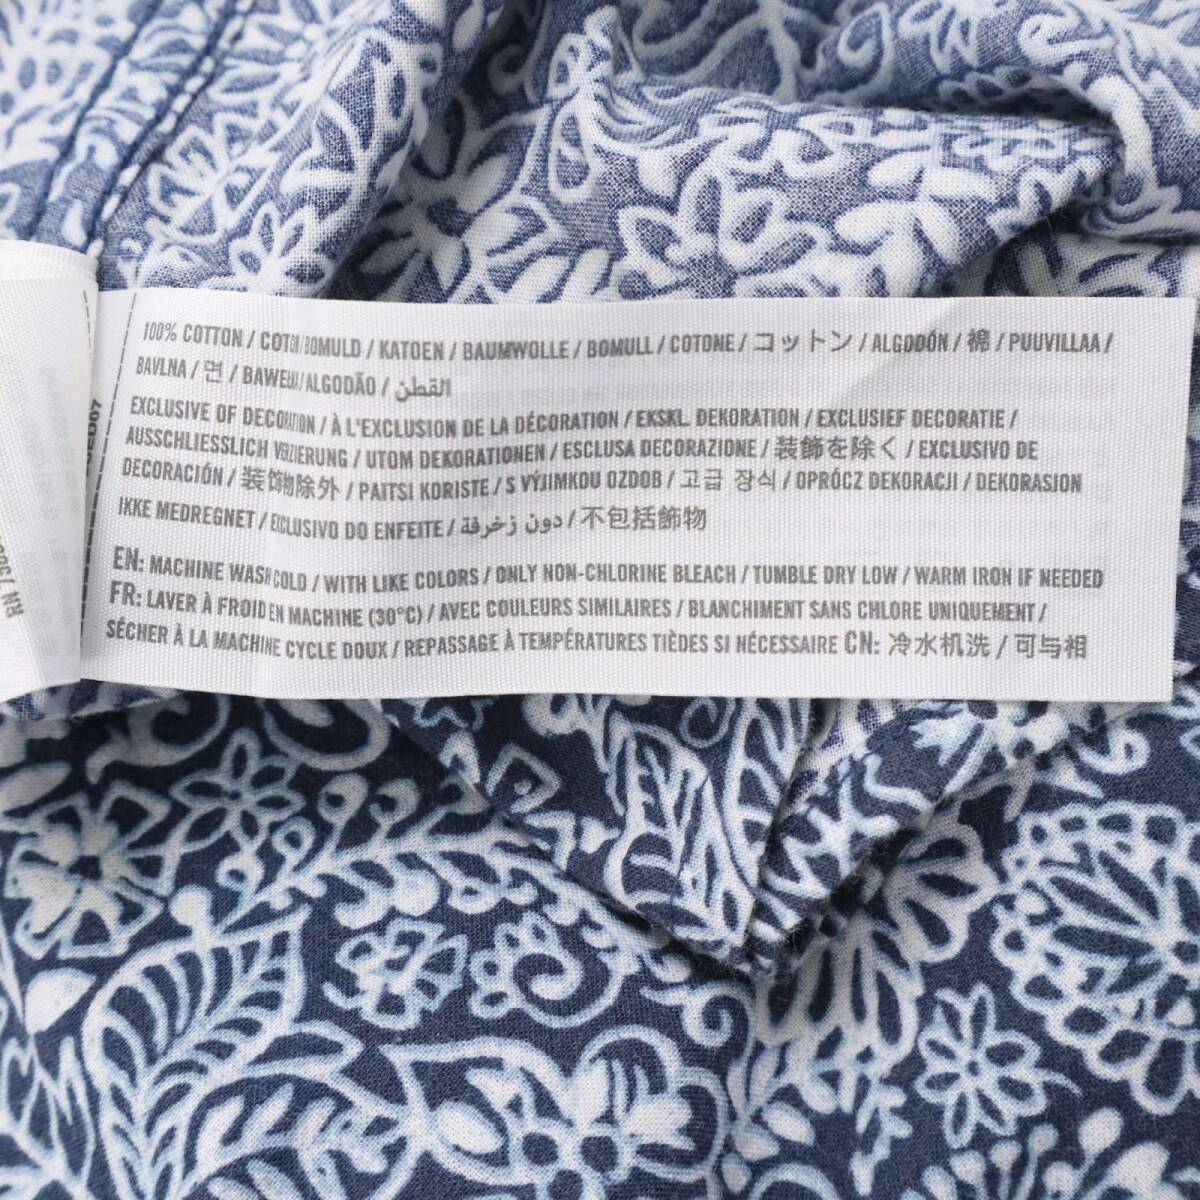 100% COTTON / COTON BOMULD / KATOEN / BAUMWOLLE / BOMULL / COTONE / コットン / ALGODÓN / 棉 / PUUVILLAA /
BAVLNA / 면 / BAWEŁNA / ALGODÃO / القطن
EXCLUSIVE OF DECORATION / À L'EXCLUSION DE LA DÉCORATION / EKSKL. DEKORATION / EXCLUSIEF DECORATIE /
AUSSCHLIESSLICH VERZIERUNG / UTOM DEKORATIONEN / ESCLUSA DECORAZIONE / 装飾を除く / EXCLUSIVO DE
DECORACIÓN / 装饰物除外 / PAITSI KORISTE / S VÝJIMKOU OZDOB / 고급 장식 / OPRÓCZ DEKORACJI / DEKORASJON
IKKE MEDREGNET / EXCLUSIVO DO ENFEITE / دون زخرفة / 不包括飾物
EN: MACHINE WASH COLD / WITH LIKE COLORS / ONLY NON-CHLORINE BLEACH / TUMBLE DRY LOW / WARM IRON IF NEEDED
FR: LAVER À FROID EN MACHINE (30°C) / AVEC COULEURS SIMILAIRES / BLANCHIMENT SANS CHLORE UNIQUEMENT /
SÉCHER À LA MACHINE CYCLE DOUX / REPASSAGE À TEMPÉRATURES TIÈDES SI NÉCESSAIRE CN: 冷水机洗 / 可与相